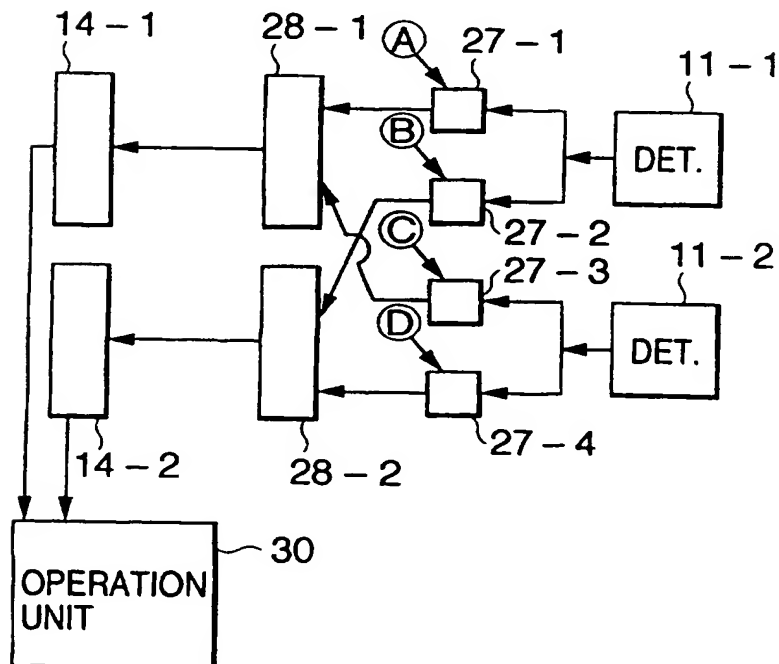 14-1
28-1
A
27-1
11-1
DET.
B
27-2
C
27-3
11-2
DET.
D
27-4
14-2
28-2
30
OPERATION
UNIT